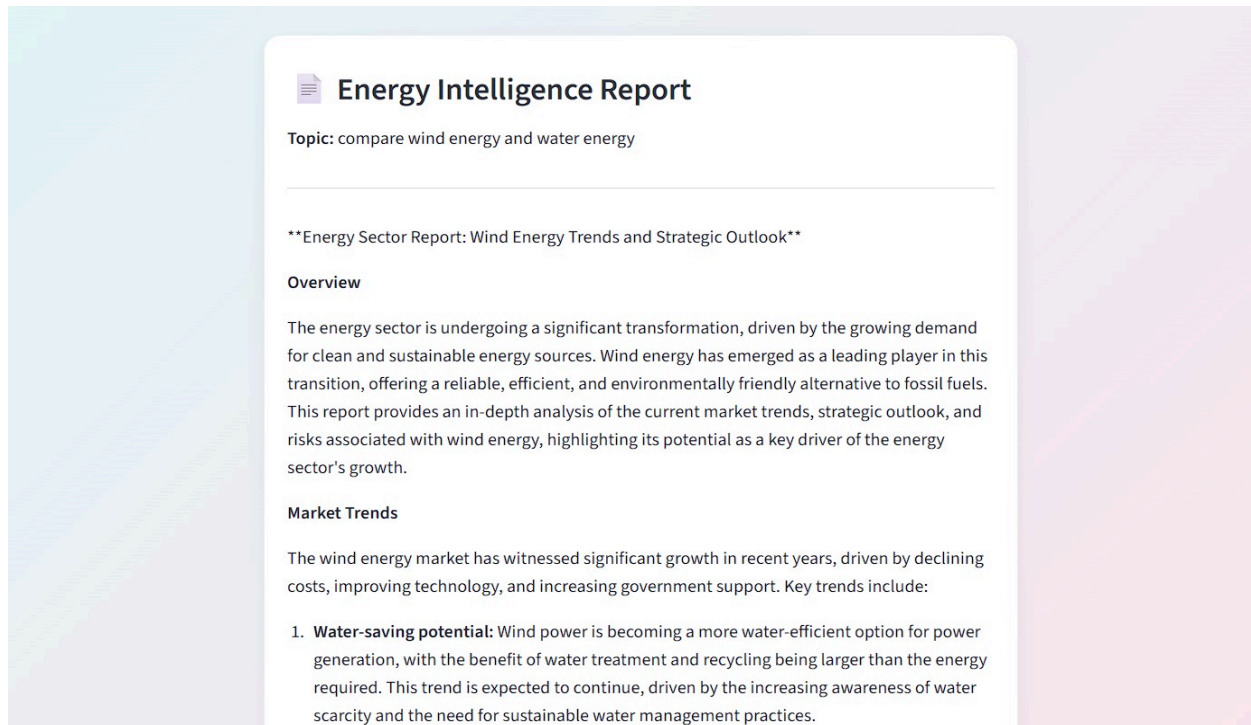 Energy Intelligence Report
Topic: compare wind energy and water energy
**Energy Sector Report: Wind Energy Trends and Strategic Outlook**
Overview
The energy sector is undergoing a significant transformation, driven by the growing demand
for clean and sustainable energy sources. Wind energy has emerged as a leading player in this
transition, offering a reliable, efficient, and environmentally friendly alternative to fossil fuels.
This report provides an in-depth analysis of the current market trends, strategic outlook, and
risks associated with wind energy, highlighting its potential as a key driver of the energy
sector's growth.
Market Trends
The wind energy market has witnessed significant growth in recent years, driven by declining
costs, improving technology, and increasing government support. Key trends include:
1. Water-saving potential: Wind power is becoming a more water-efficient option for power
generation, with the benefit of water treatment and recycling being larger than the energy
required. This trend is expected to continue, driven by the increasing awareness of water
scarcity and the need for sustainable water management practices.